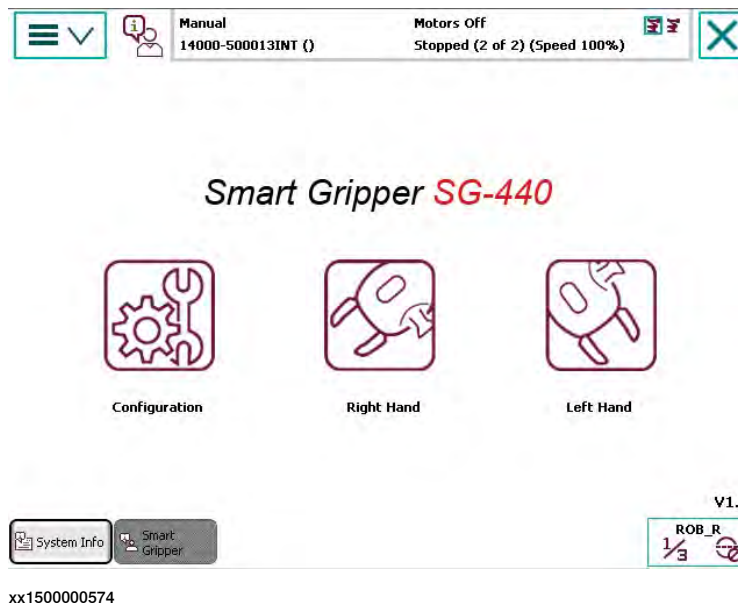 Manual
14000-500013INT ()
Motors Off
Stopped (2 of 2) (Speed 100%)
Smart Gripper SG-440
Configuration
Right Hand
Left Hand
V1.
System Info
Smart
Gripper
ROB_R
1/3
xx1500000574